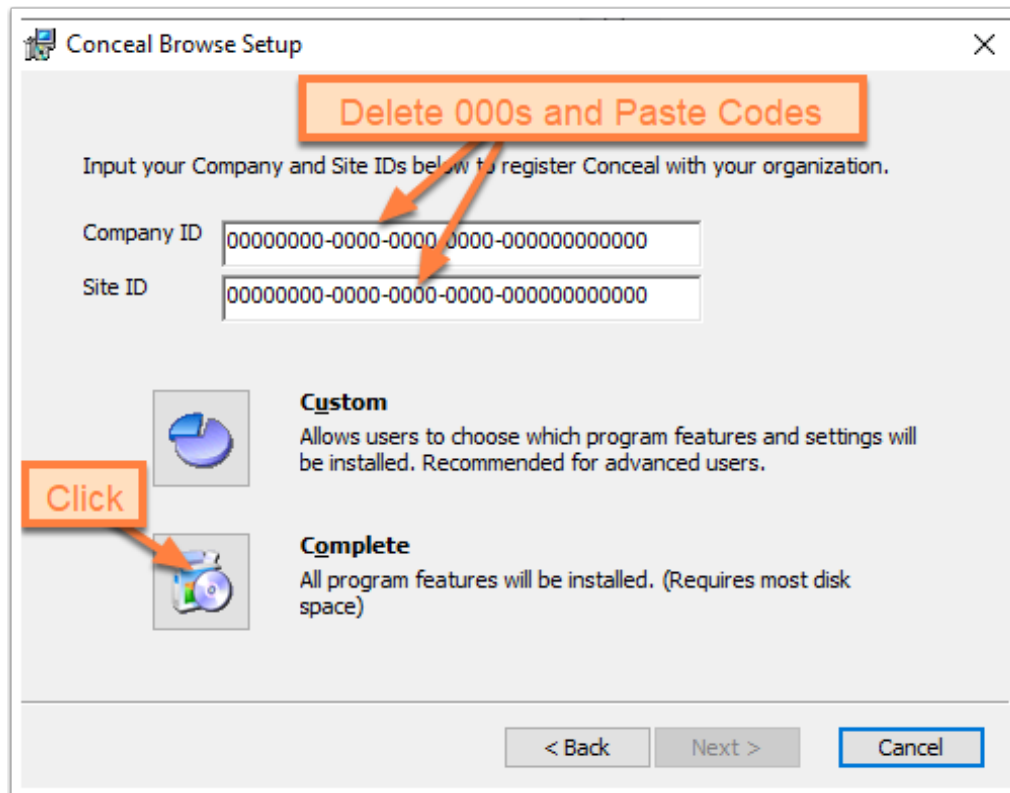 Conceal Browse Setup
Delete 000s and Paste Codes
Input your Company and Site IDs below to register Conceal with your organization.
Company ID
00000000-0000-0000-0000-000000000000
Site ID
00000000-0000-0000-0000-000000000000
Custom
Allows users to choose which program features and settings will
be installed. Recommended for advanced users.
Click
Complete
All program features will be installed. (Requires most disk
space)
< Back
Next >
Cancel